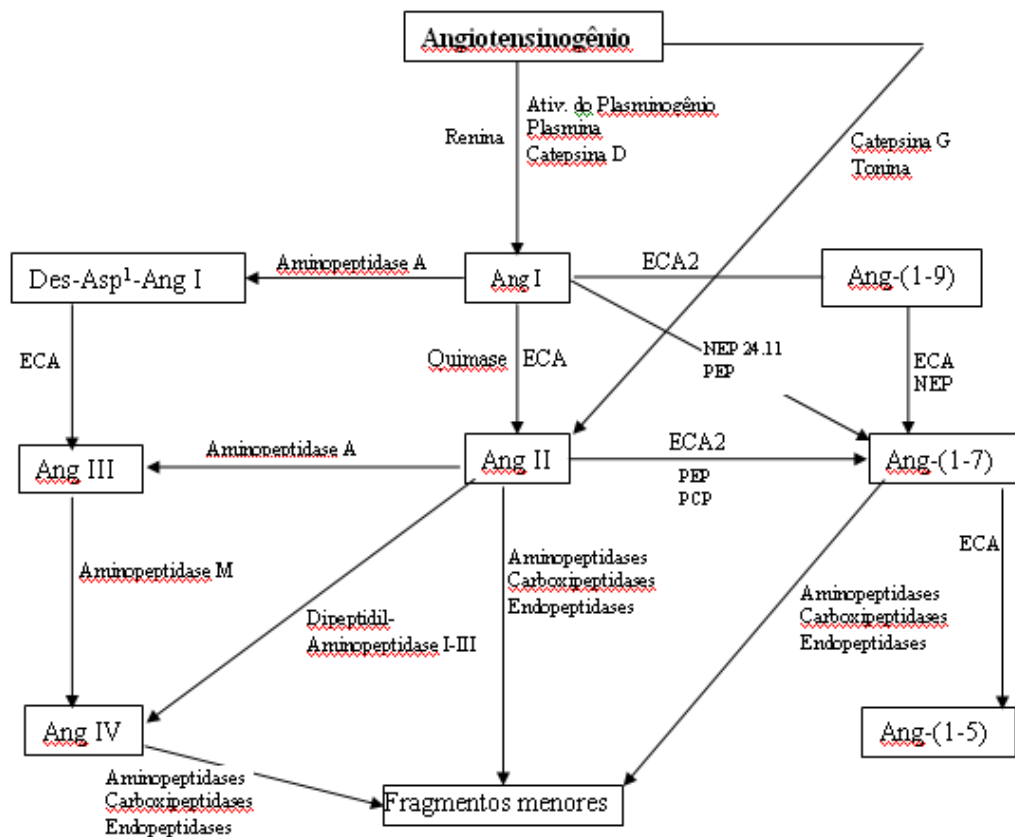 Angiotensinogênio
Ativ. do Plasminogênio
Plasmina
Catepsina D
Renina
Catepsina G
Tonina
Des-Asp¹-Ang I
Aminopeptidase A
Ang I
ECA2
Ang-(1-9)
ECA
Quimase
ECA
NEP 24.11
PEP
ECA
NEP
Ang III
Aminopeptidase A
Ang II
ECA2
PEP
PCP
Ang-(1-7)
Aminopeptidase M
Dipeptidil-
Aminopeptidase I-III
Aminopeptidases
Carboxipeptidases
Endopeptidases
Aminopeptidases
Carboxipeptidases
Endopeptidases
ECA
Ang IV
Ang-(1-5)
Aminopeptidases
Carboxipeptidases
Endopeptidases
Fragmentos menores